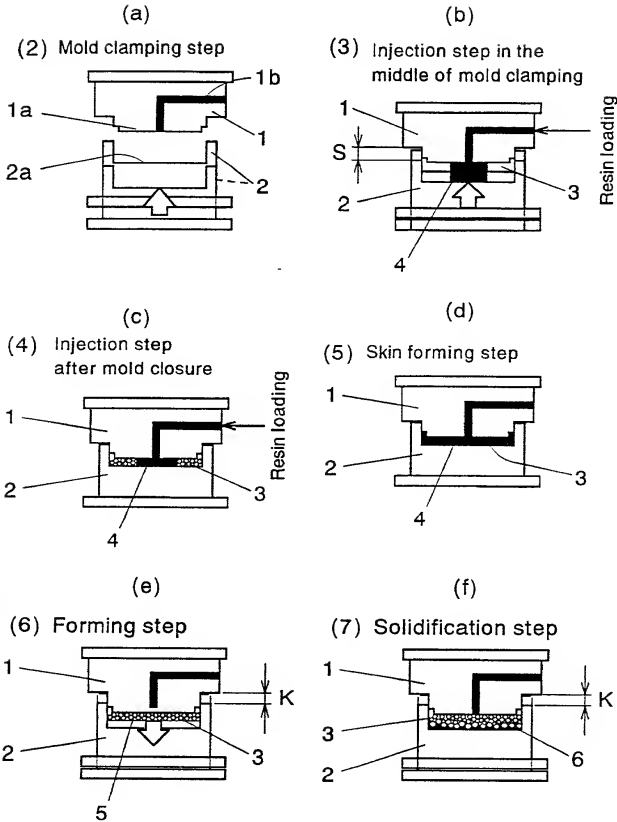 (a)
(2) Mold clamping step
1b
1a
1
2a
2
(b)
(3) Injection step in the
middle of mold clamping
1
S
2
3
4
Resin loading
(c)
(4) Injection step
after mold closure
1
2
3
4
Resin loading
(d)
(5) Skin forming step
1
2
3
4
(e)
(6) Forming step
1
K
2
3
5
(f)
(7) Solidification step
1
K
3
2
6